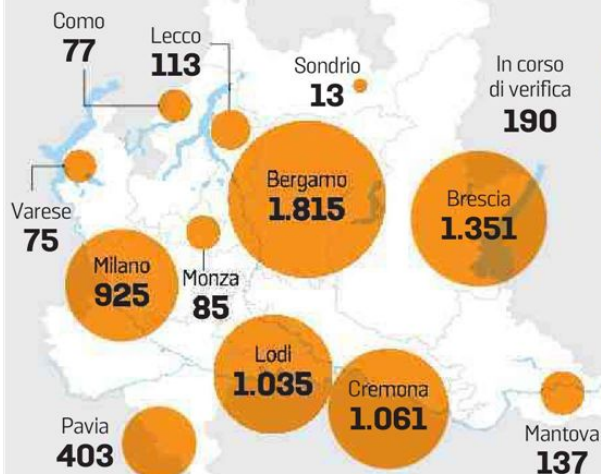 Como
77
Lecco
113
Sondrio
13
In corso
di verifica
190
Bergamo
1.815
Brescia
1.351
Varese
75
Milano
925
Monza
85
Lodi
1.035
Cremona
1.061
Pavia
403
Mantova
137